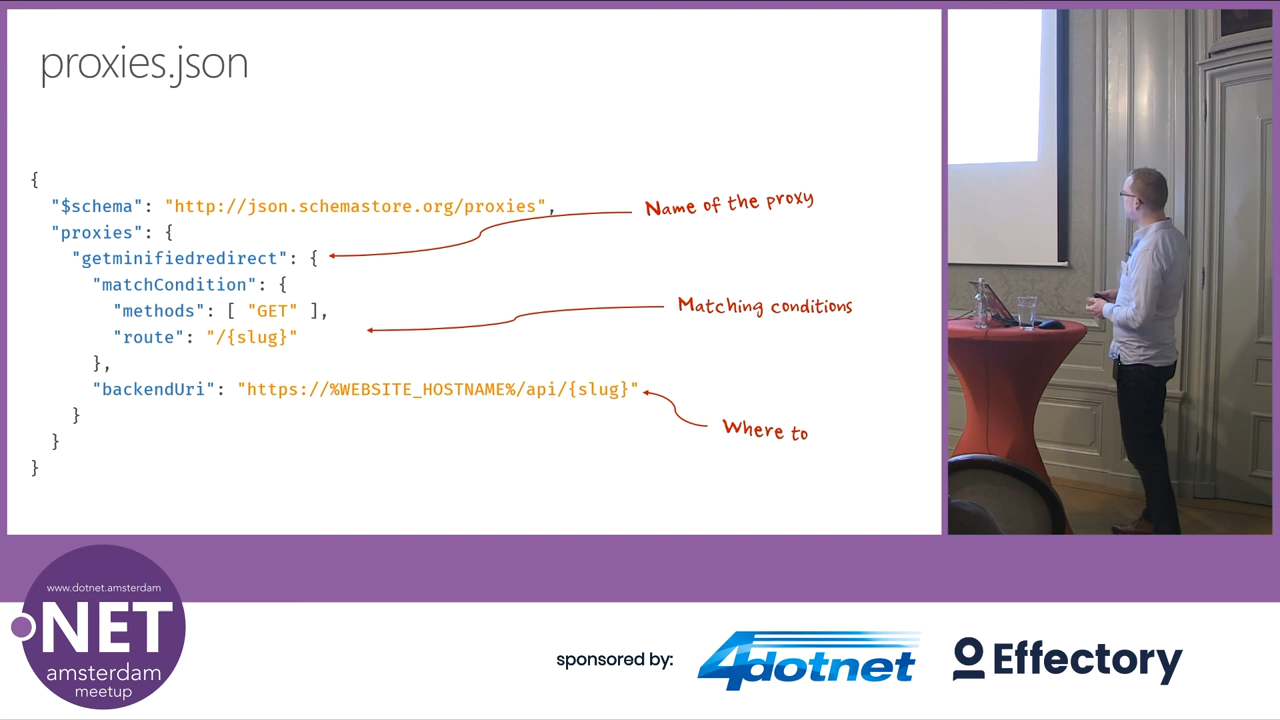 proxies.json
{
"$schema": "http://json.schemastore.org/proxies",
Name of the proxy
"proxies": {
"getminifiedredirect": {
"matchCondition": {
"methods": [ "GET" ],
Matching conditions
"route": "/{slug}"
},
"backendUri": "https://%WEBSITE_HOSTNAME%/api/{slug}"
}
Where to
}
}
www.dotnet.amsterdam
NET
amsterdam
meetup
sponsored by:
4dotnet
Effectory